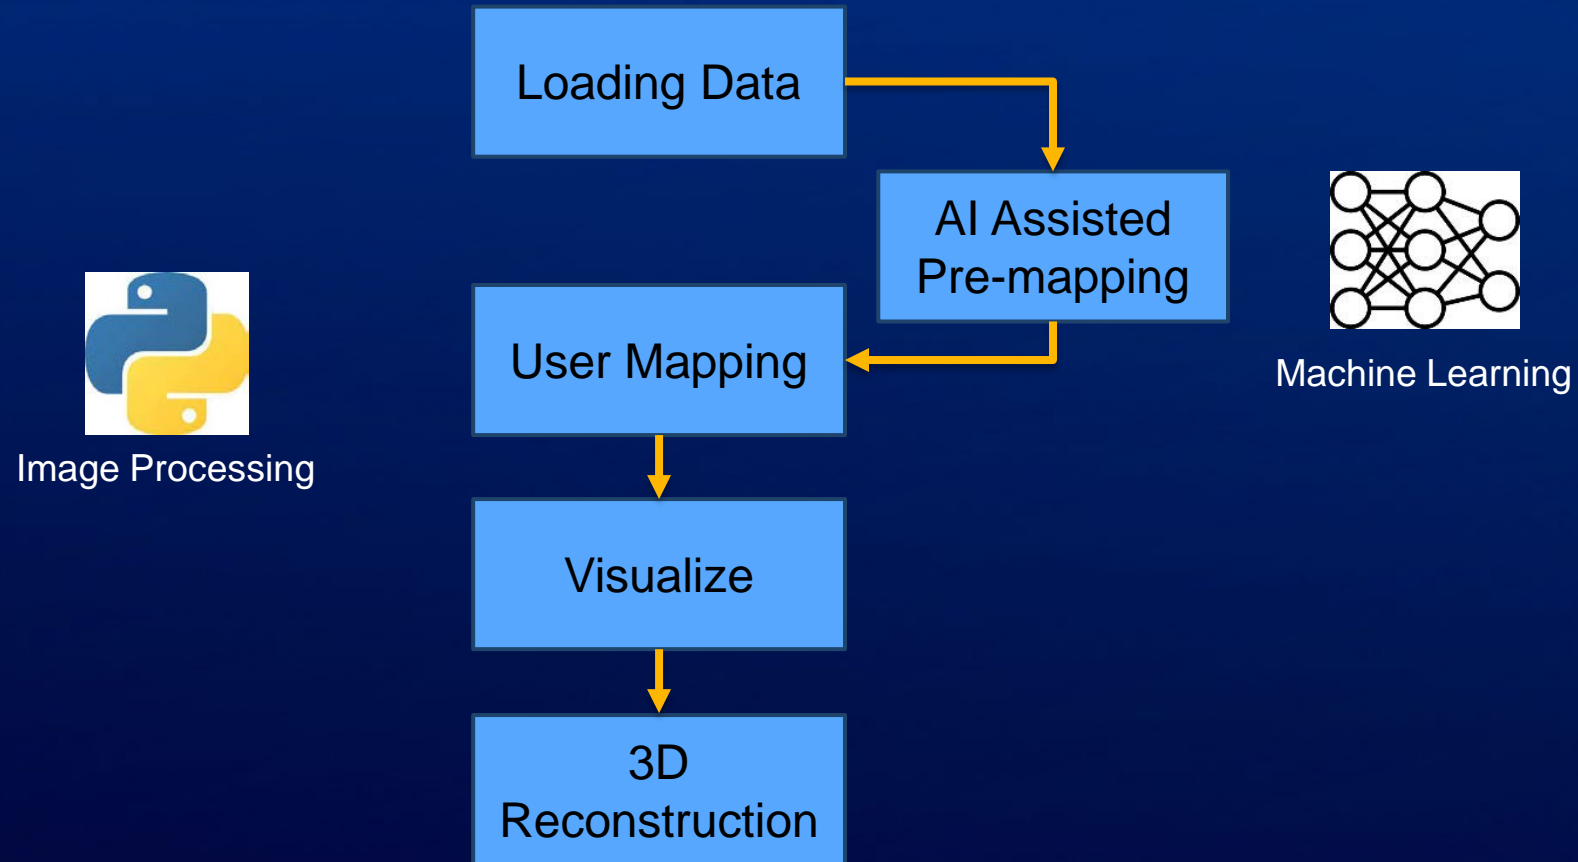 Loading Data
AI Assisted
Pre-mapping
User Mapping
Machine Learning
Image Processing
Visualize
3D
Reconstruction